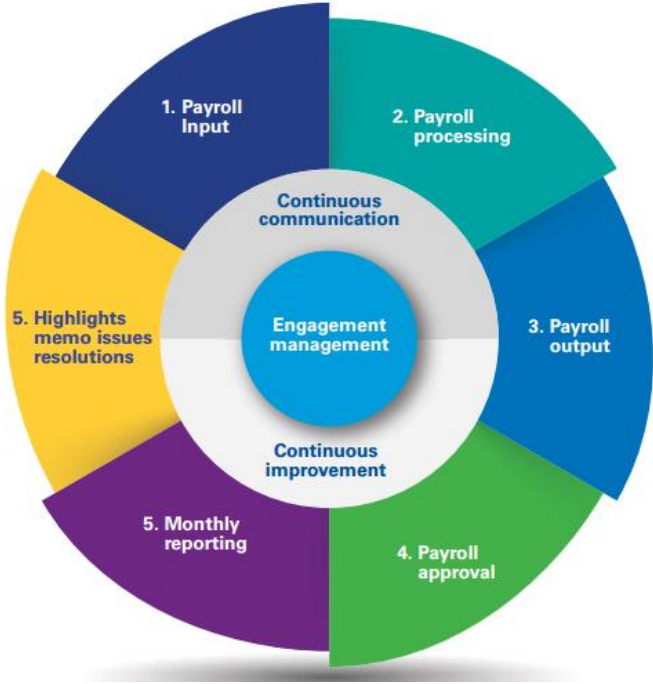 1. Payroll
Input
2. Payroll
processing
3. Payroll
output
4. Payroll
approval
5. Monthly
reporting
5. Highlights
memo issues
resolutions
Continuous
communication
Engagement
management
Continuous
improvement